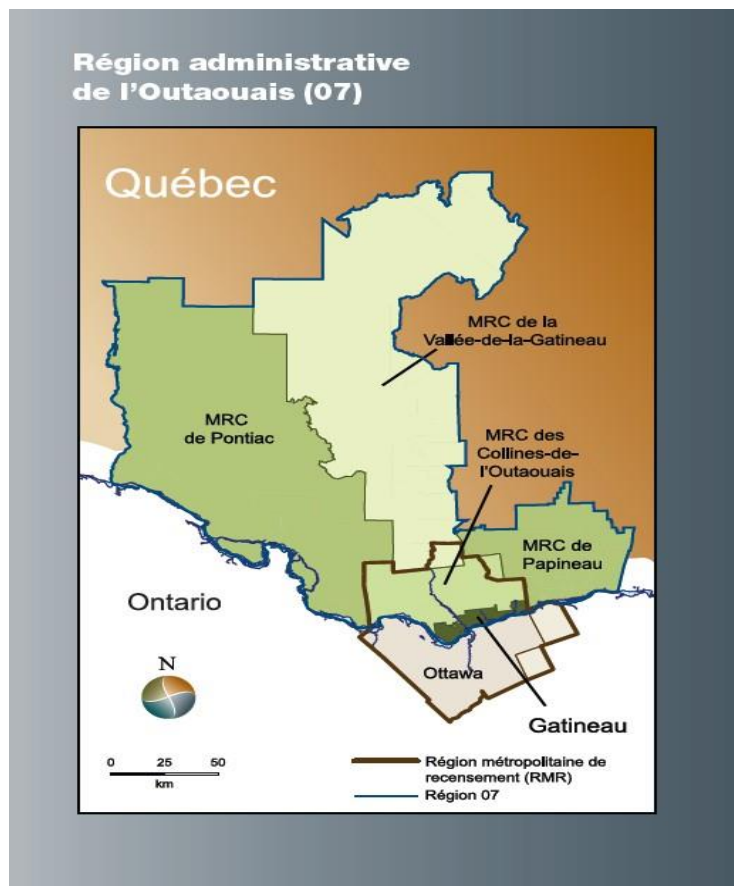 Région administrative
de l'Outaouais (07)
Québec
MRC de la
Vallée-de-la-Gatineau
MRC
de Pontiac
MRC des
Collines-de-
l'Outaouais
MRC de
Papineau
Ontario
N
Ottawa
Gatineau
0 25 50
km
Région métropolitaine de
recensement (RMR)
Région 07